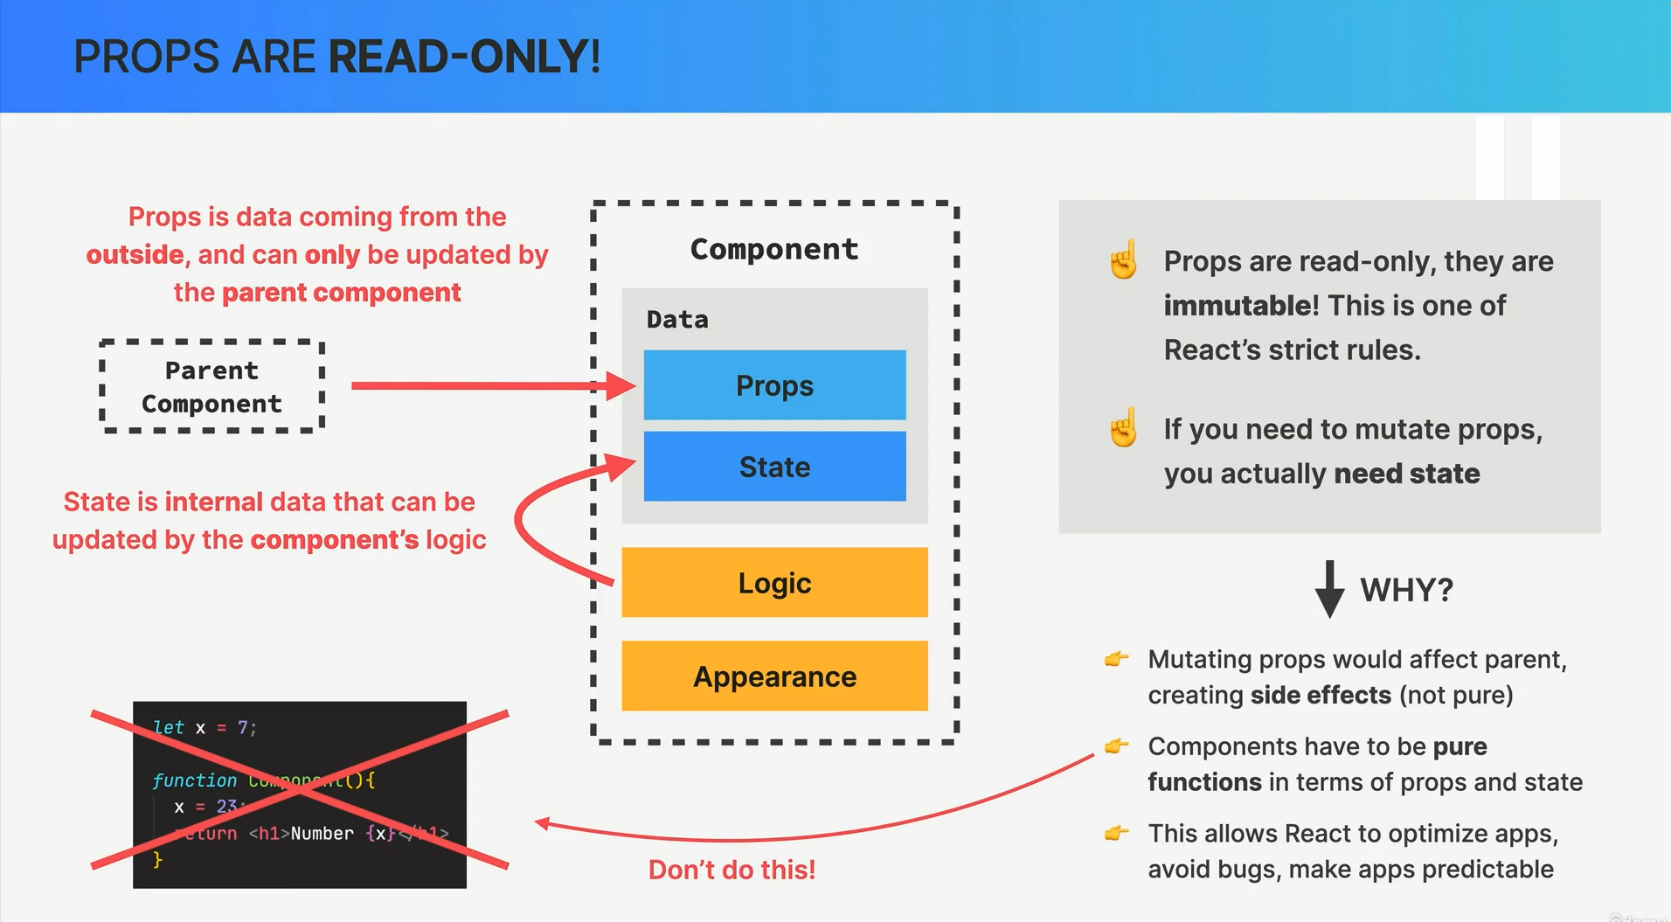 PROPS ARE READ-ONLY!
Props is data coming from the
outside, and can only be updated by
the parent component
Parent
Component
State is internal data that can be
updated by the component’s logic
Component
Data
Props
State
Logic
Appearance
☝️ Props are read-only, they are
immutable! This is one of
React’s strict rules.
☝️ If you need to mutate props,
you actually need state
WHY?
👉 Mutating props would affect parent,
creating side effects (not pure)
👉 Components have to be pure
functions in terms of props and state
👉 This allows React to optimize apps,
avoid bugs, make apps predictable
let x = 7;
function Component(){
x = 23;
return <h1>Number {x}</h1>
}
Don’t do this!